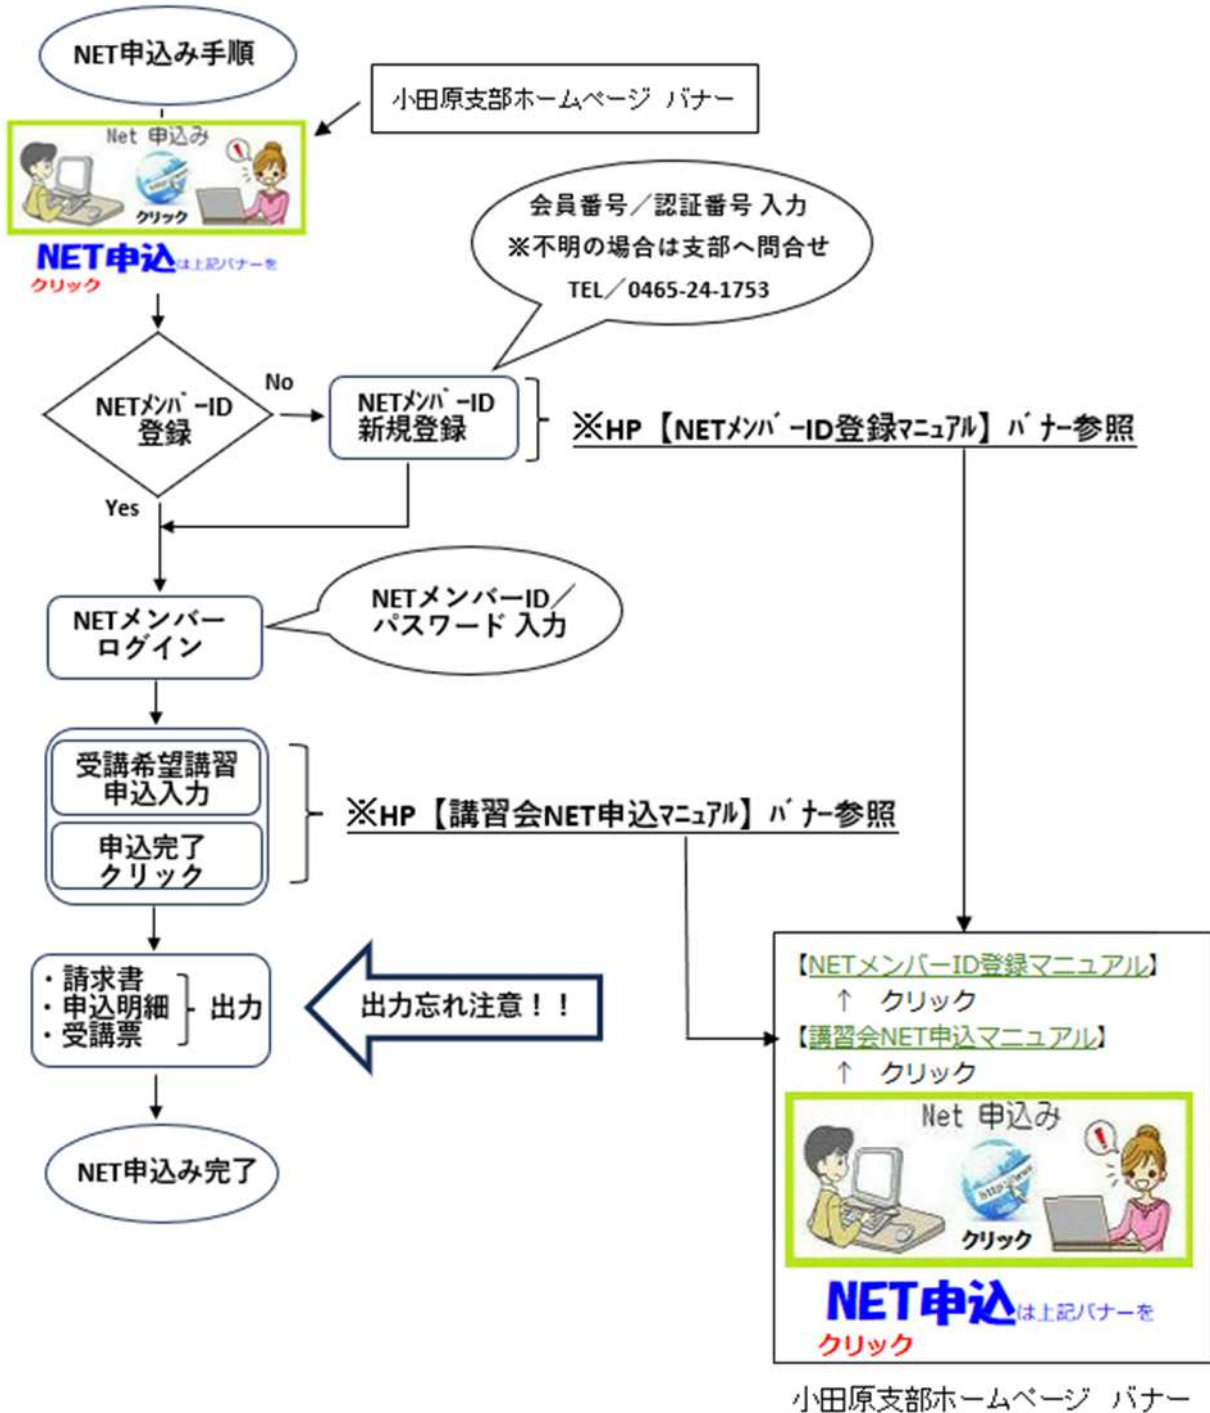 NET申込み手順
小田原支部ホームページ バナー
Net 申込み
クリック
NET申込は上記バナーを
クリック
会員番号／認証番号 入力
※不明の場合は支部へ問合せ
TEL／0465-24-1753
NETﾒﾝﾊﾞｰID
登録
No
Yes
NETﾒﾝﾊﾞｰID
新規登録
※HP【NETﾒﾝﾊﾞｰID登録ﾏﾆｭｱﾙ】ﾊﾞﾅｰ参照
NETメンバー
ログイン
NETメンバーID／
パスワード 入力
受講希望講習
申込入力
申込完了
クリック
※HP【講習会NET申込ﾏﾆｭｱﾙ】ﾊﾞﾅｰ参照
・請求書
・申込明細
・受講票
出力
出力忘れ注意！！
NET申込み完了
【NETメンバーID登録マニュアル】
↑ クリック
【講習会NET申込マニュアル】
↑ クリック
Net 申込み
クリック
NET申込は上記バナーを
クリック
小田原支部ホームページ バナー